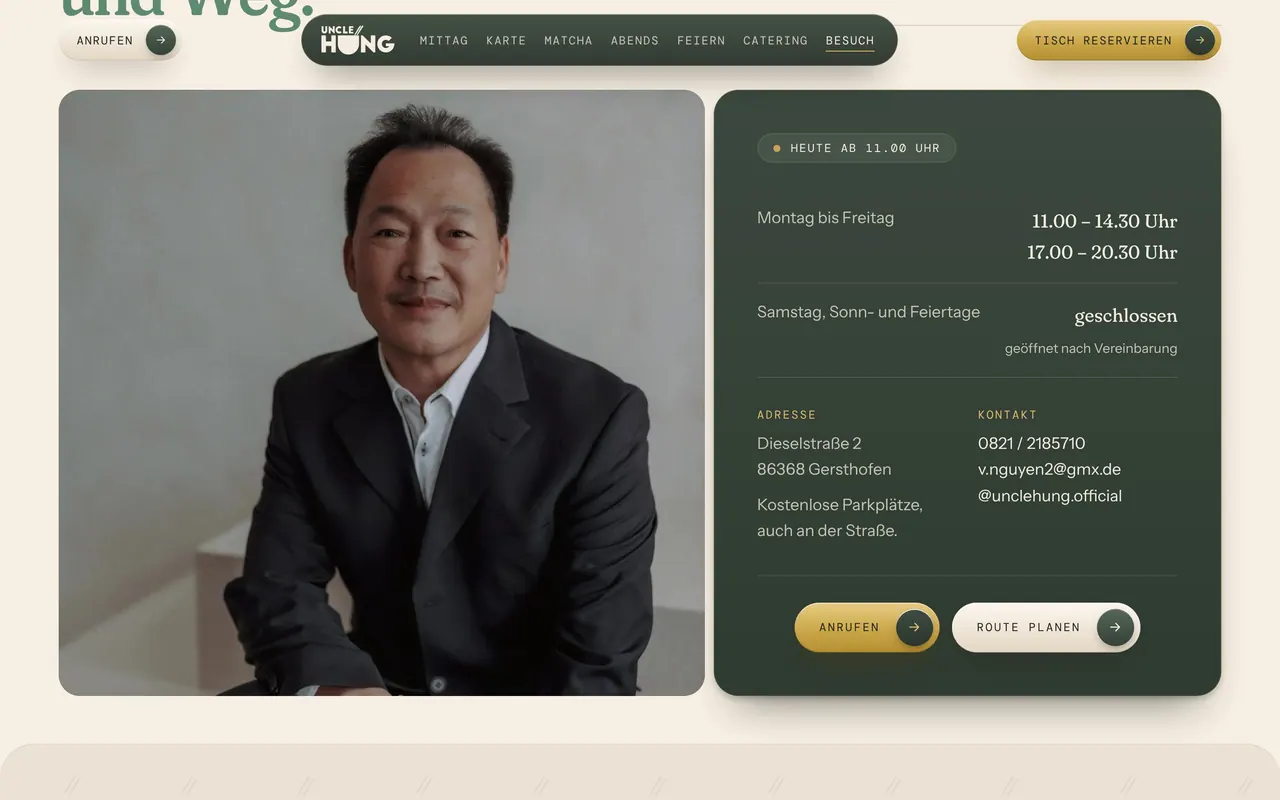 und Weg.
ANRUFEN
UNCLE HUNG
MITTAG KARTE MATCHA ABENDS FEIERN CATERING BESUCH
TISCH RESERVIEREN
HEUTE AB 11.00 UHR
Montag bis Freitag 11.00 – 14.30 Uhr
17.00 – 20.30 Uhr
Samstag, Sonn- und Feiertage geschlossen
geöffnet nach Vereinbarung
ADRESSE
Dieselstraße 2
86368 Gersthofen
Kostenlose Parkplätze,
auch an der Straße.
KONTAKT
0821 / 2185710
v.nguyen2@gmx.de
@unclehung.official
ANRUFEN
ROUTE PLANEN